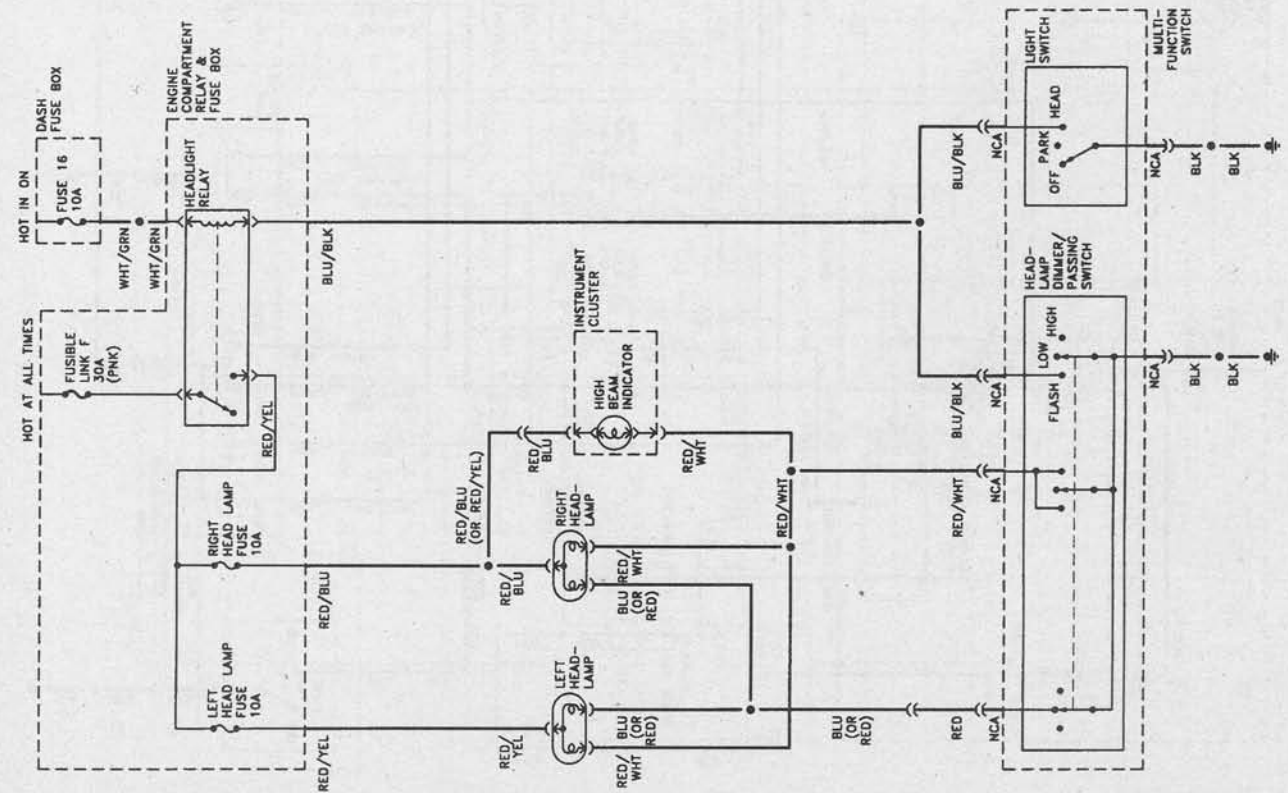 HOT IN ON
DASH
FUSE BOX
FUSE 16
10A
WHT/GRN
WHT/GRN
ENGINE
COMPARTMENT
RELAY &
FUSE BOX
HEADLIGHT
RELAY
HOT AT ALL TIMES
FUSIBLE
LINK F
30A
(PNK)
RED/YEL
BLU/BLK
RIGHT
HEAD LAMP
FUSE
10A
RED/BLU
LEFT
HEAD LAMP
FUSE
10A
RED/YEL
INSTRUMENT
CLUSTER
HIGH
BEAM
INDICATOR
RED/
BLU
RED/
WHT
RED/BLU
(OR RED/YEL)
RIGHT
HEAD-
LAMP
RED/
BLU
RED/
WHT
BLU
(OR
RED)
LEFT
HEAD-
LAMP
RED/
YEL
BLU
(OR
RED)
RED/
WHT
RED/WHT
BLU
(OR
RED)
MULTI-
FUNCTION
SWITCH
LIGHT
SWITCH
OFF
PARK
HEAD
BLU/BLK
NCA
NCA
BLK
BLK
HEAD-
LAMP
DIMMER/
PASSING
SWITCH
FLASH
LOW
HIGH
BLU/BLK
NCA
NCA
BLK
BLK
RED/WHT
NCA
RED
NCA